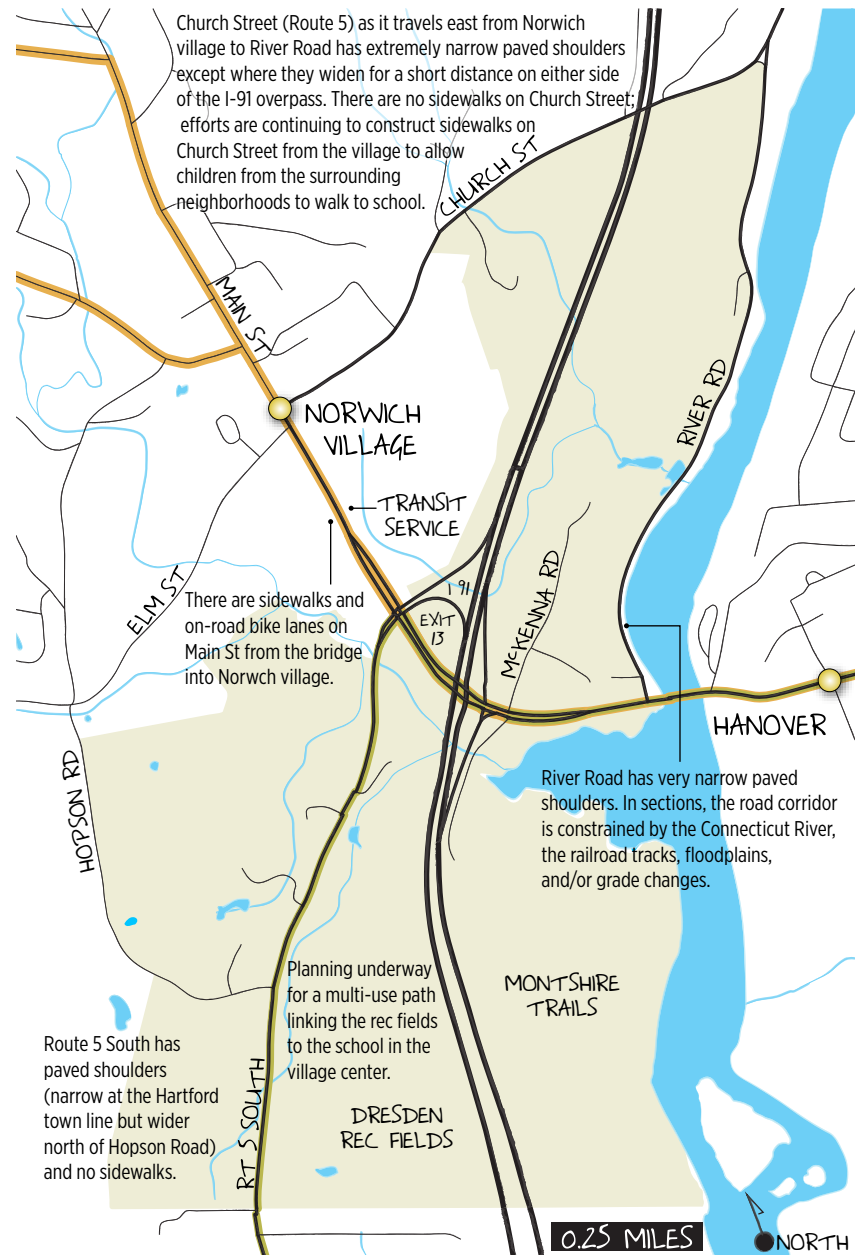 Church Street (Route 5) as it travels east from Norwich
village to River Road has extremely narrow paved shoulders
except where they widen for a short distance on either side
of the I-91 overpass. There are no sidewalks on Church Street;
efforts are continuing to construct sidewalks on
Church Street from the village to allow
children from the surrounding
neighborhoods to walk to school.
CHURCH ST
MAIN ST
RIVER RD
NORWICH
VILLAGE
TRANSIT
SERVICE
ELM ST
There are sidewalks and
on-road bike lanes on
Main St from the bridge
into Norwch village.
I 91
EXIT
13
McKENNA RD
HANOVER
HOPSON RD
River Road has very narrow paved
shoulders. In sections, the road corridor
is constrained by the Connecticut River,
the railroad tracks, floodplains,
and/or grade changes.
Planning underway
for a multi-use path
linking the rec fields
to the school in the
village center.
MONTSHIRE
TRAILS
Route 5 South has
paved shoulders
(narrow at the Hartford
town line but wider
north of Hopson Road)
and no sidewalks.
RT 5 SOUTH
DRESDEN
REC FIELDS
0.25 MILES
NORTH